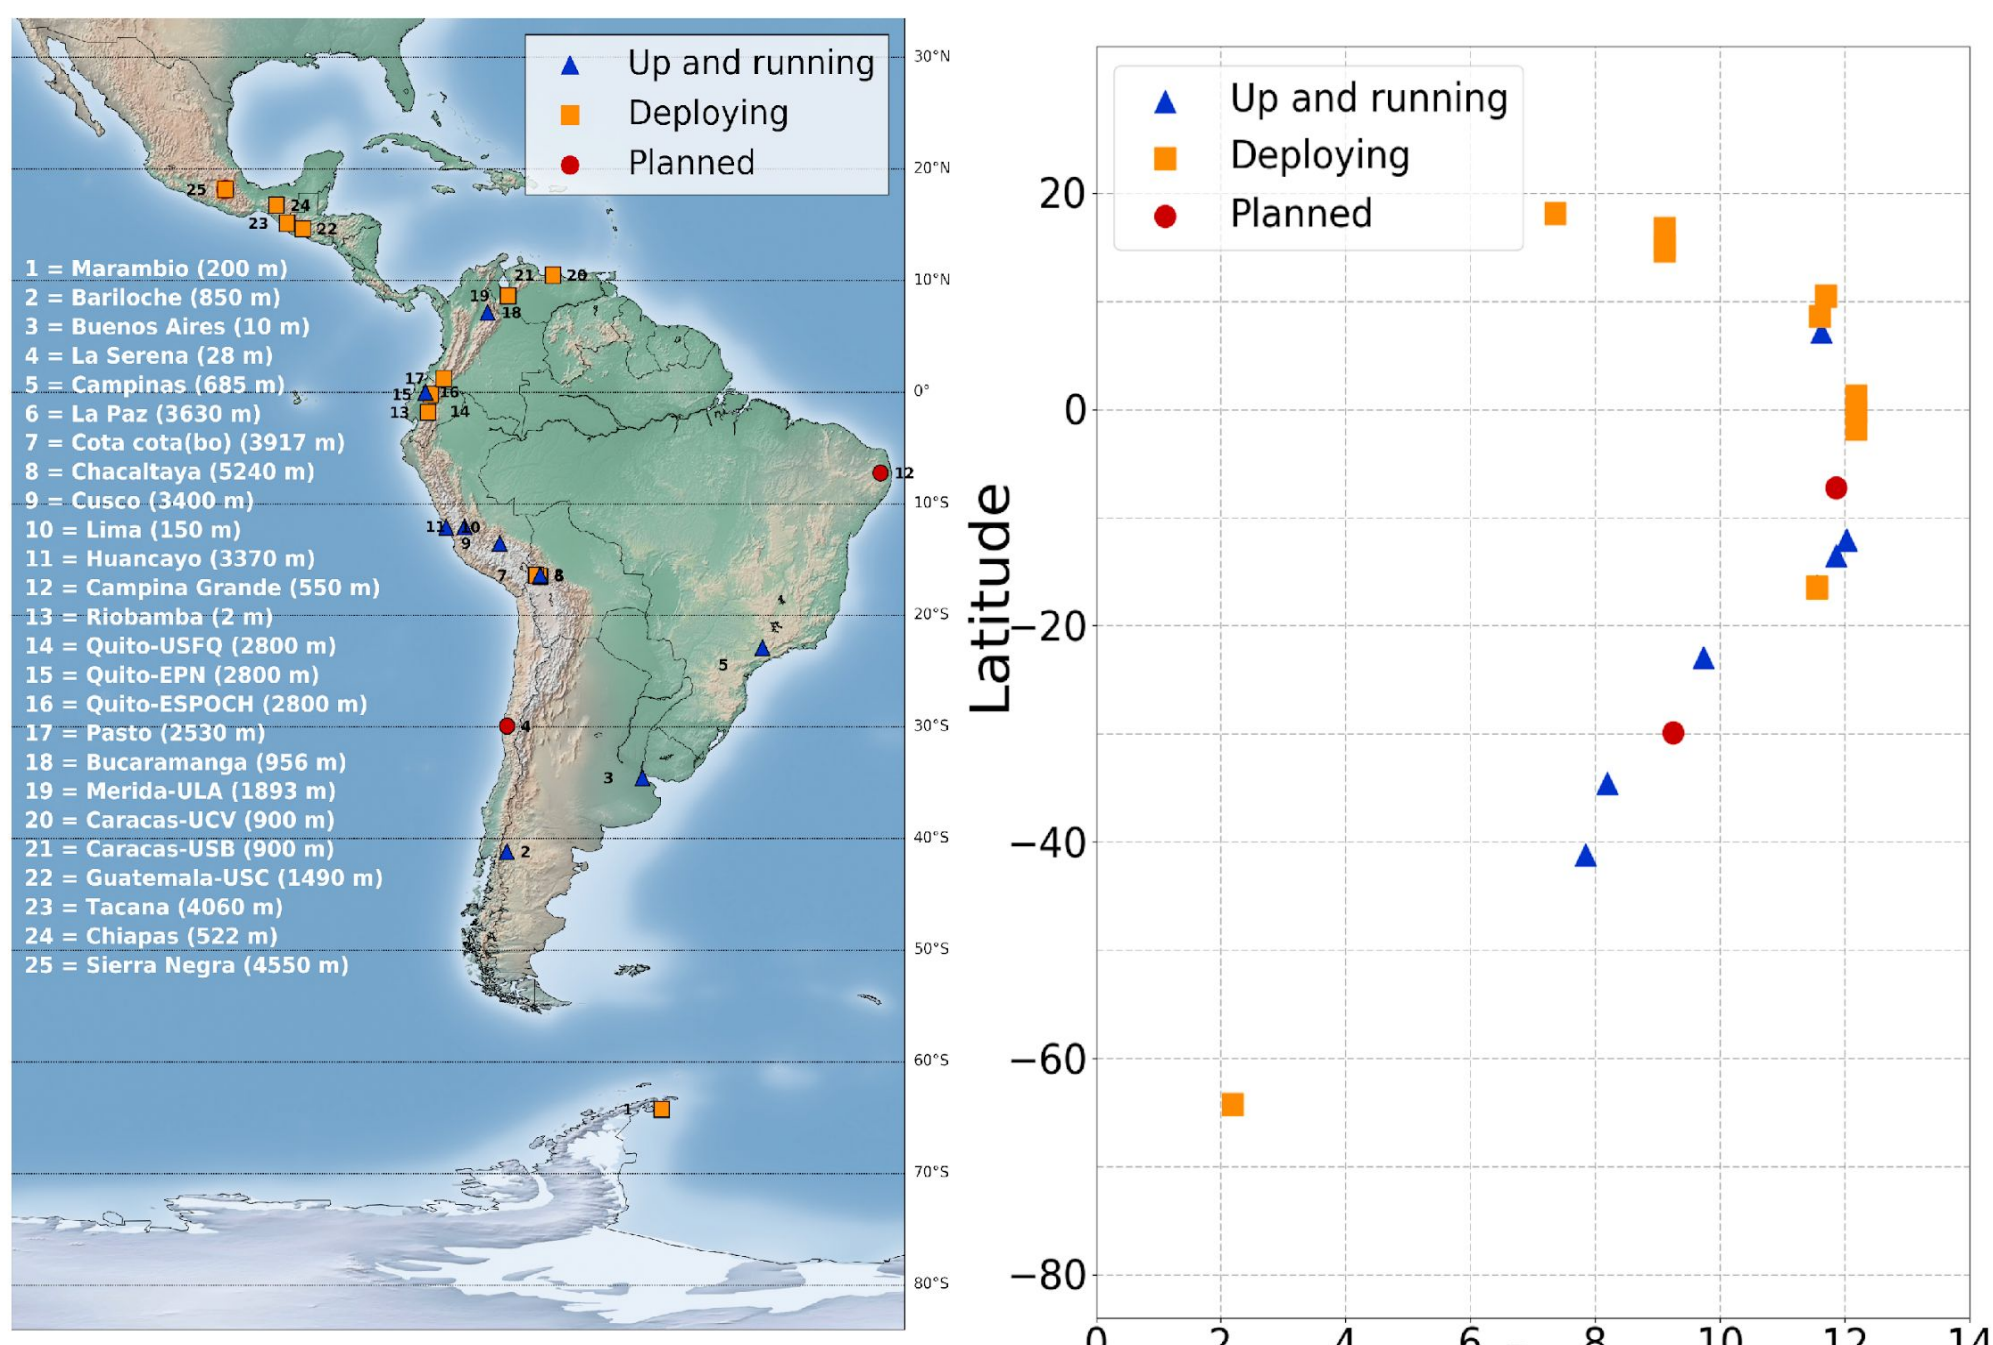 Up and running
Deploying
Planned
30°N
20°N
10°N
0°
10°S
20°S
30°S
40°S
50°S
60°S
70°S
80°S
25
24
23
22
21
20
19
18
17
16
15
13
14
12
11
10
9
7
8
5
4
3
2
1
1 = Marambio (200 m)
2 = Bariloche (850 m)
3 = Buenos Aires (10 m)
4 = La Serena (28 m)
5 = Campinas (685 m)
6 = La Paz (3630 m)
7 = Cota cota(bo) (3917 m)
8 = Chacaltaya (5240 m)
9 = Cusco (3400 m)
10 = Lima (150 m)
11 = Huancayo (3370 m)
12 = Campina Grande (550 m)
13 = Riobamba (2 m)
14 = Quito-USFQ (2800 m)
15 = Quito-EPN (2800 m)
16 = Quito-ESPOCH (2800 m)
17 = Pasto (2530 m)
18 = Bucaramanga (956 m)
19 = Merida-ULA (1893 m)
20 = Caracas-UCV (900 m)
21 = Caracas-USB (900 m)
22 = Guatemala-USC (1490 m)
23 = Tacana (4060 m)
24 = Chiapas (522 m)
25 = Sierra Negra (4550 m)
Up and running
Deploying
Planned
Latitude
20
0
−20
−40
−60
−80
0 2 4 6 8 10 12 14